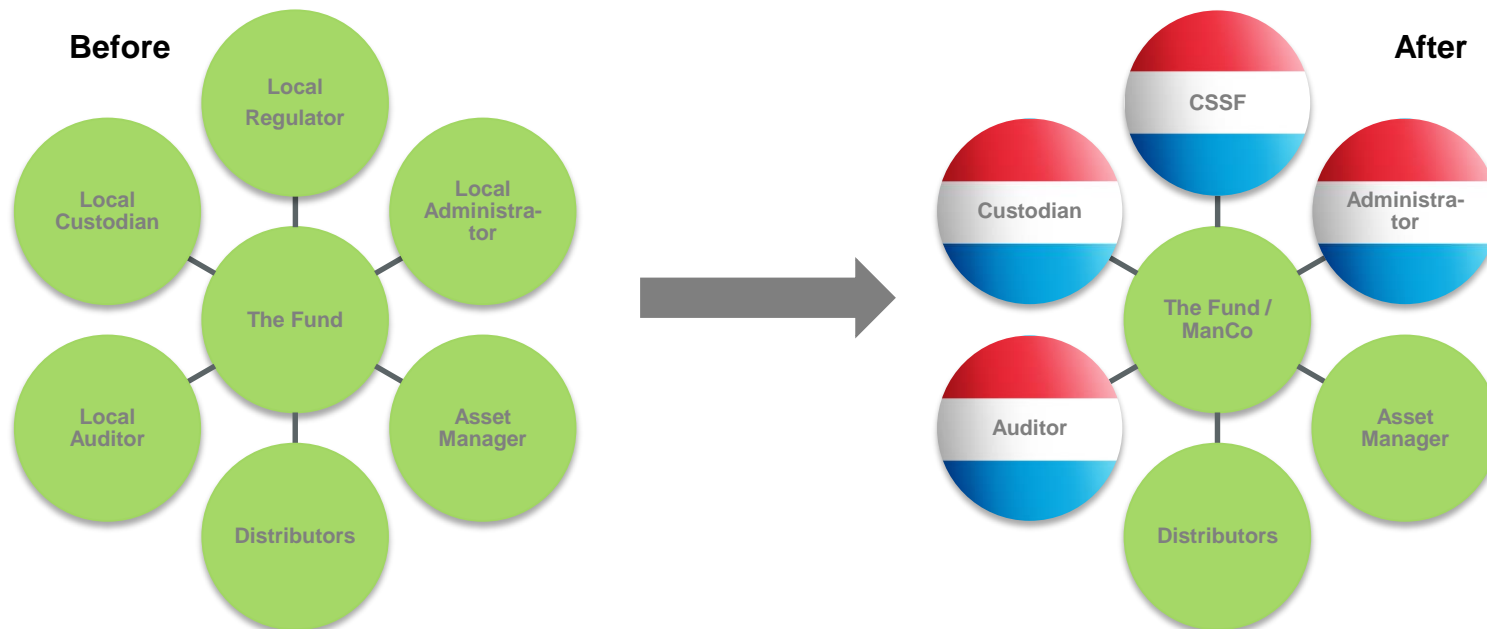 Before
Local
Regulator
Local
Custodian
Local
Administra-
tor
The Fund
Local
Auditor
Asset
Manager
Distributors
After
CSSF
Custodian
Administra-
tor
The Fund /
ManCo
Auditor
Asset
Manager
Distributors